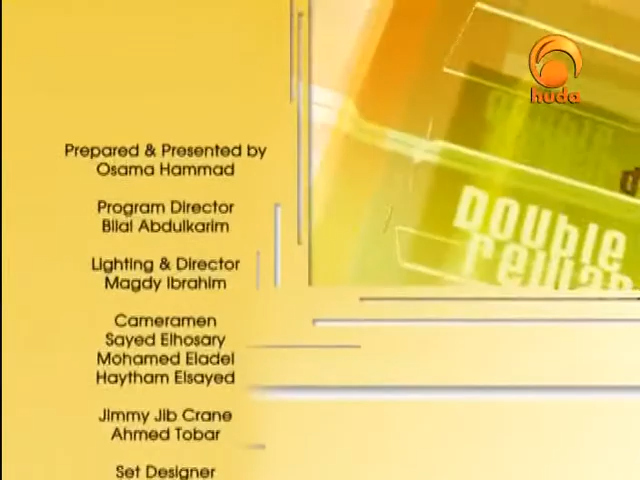 huda
Prepared & Presented by
Osama Hammad
Program Director
Bilal Abdulkarim
Lighting & Director
Magdy Ibrahim
Cameramen
Sayed Elhosary
Mohamed Eladel
Haytham Elsayed
Jimmy Jib Crane
Ahmed Tobar
Set Designer
DOUBLE